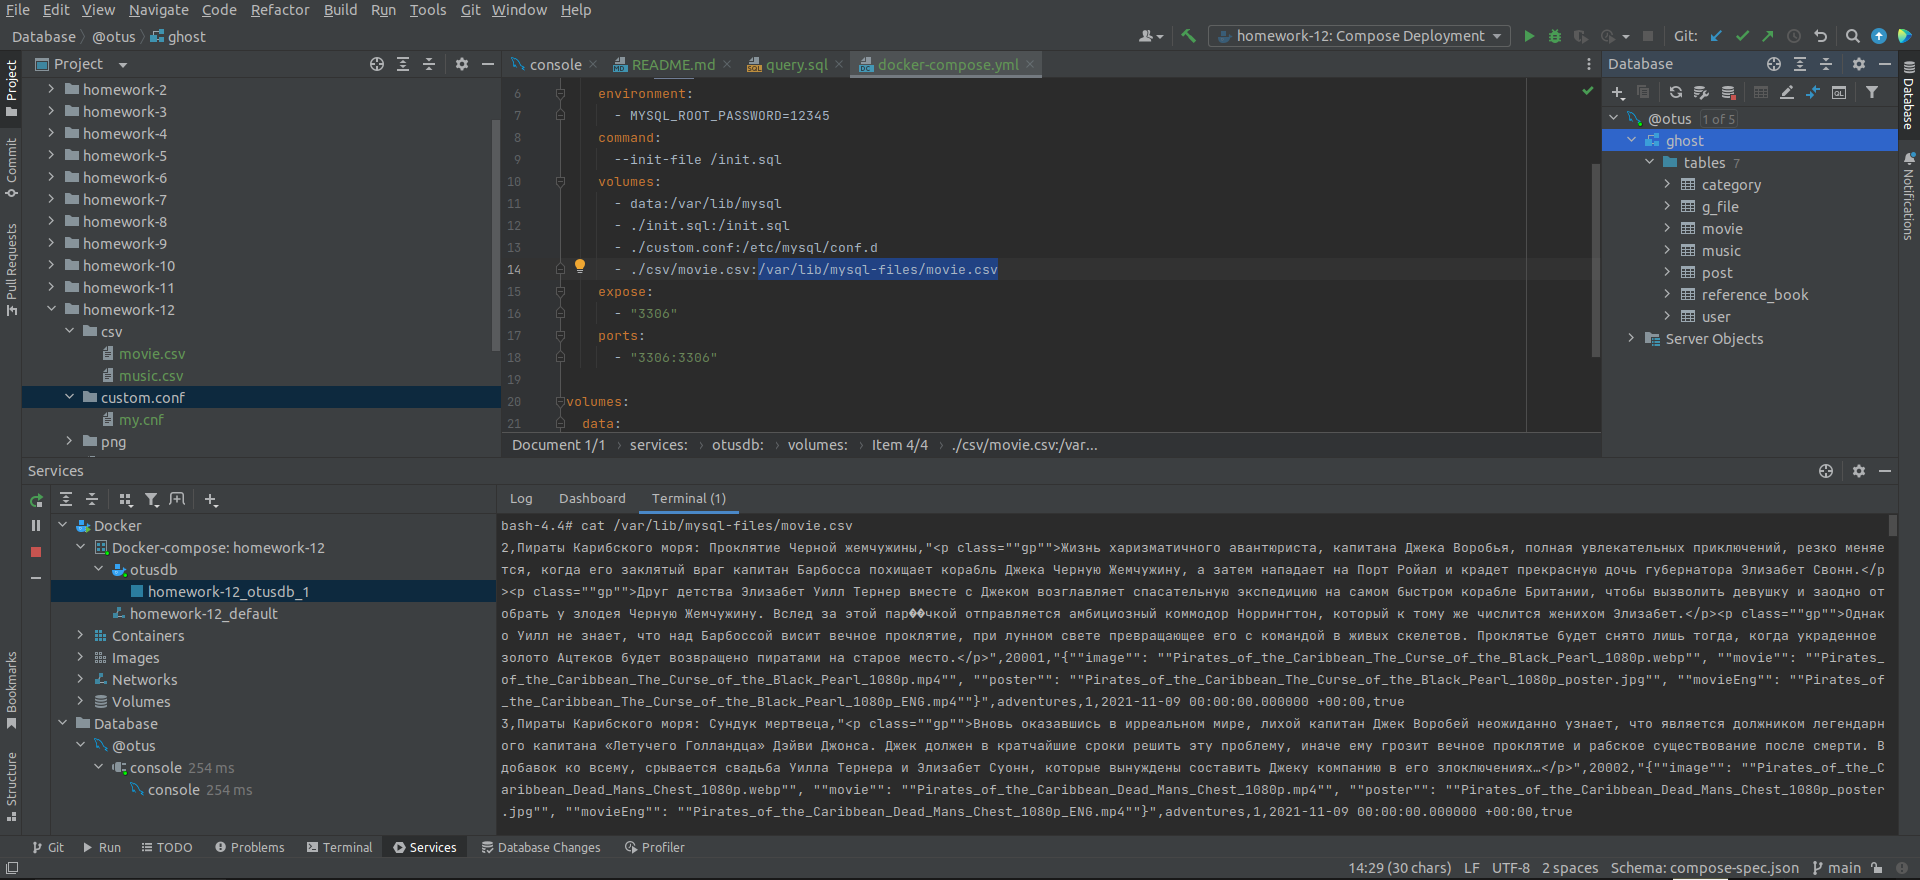 File Edit View Navigate Code Refactor Build Run Tools Git Window Help
Database @otus ghost
homework-12: Compose Deployment
Git:
Project
console
README.md
query.sql
docker-compose.yml
Database
Project
Commit
Pull Requests
Bookmarks
Structure
homework-2
homework-3
homework-4
homework-5
homework-6
homework-7
homework-8
homework-9
homework-10
homework-11
homework-12
csv
movie.csv
music.csv
custom.conf
my.cnf
png
6 environment:
7 - MYSQL_ROOT_PASSWORD=12345
8 command:
9 --init-file /init.sql
10 volumes:
11 - data:/var/lib/mysql
12 - ./init.sql:/init.sql
13 - ./custom.conf:/etc/mysql/conf.d
14 - ./csv/movie.csv:/var/lib/mysql-files/movie.csv
15 expose:
16 - "3306"
17 ports:
18 - "3306:3306"
19
20 volumes:
21 data:
Document 1/1 › services: › otusdb: › volumes: › Item 4/4 › ./csv/movie.csv:/var...
@otus 1 of 5
ghost
tables 7
category
g_file
movie
music
post
reference_book
user
Server Objects
Database
Notifications
Services
Docker
Docker-compose: homework-12
otusdb
homework-12_otusdb_1
homework-12_default
Containers
Images
Networks
Volumes
Database
@otus
console 254 ms
console 254 ms
Log Dashboard Terminal (1)
bash-4.4# cat /var/lib/mysql-files/movie.csv
2,Пираты Карибского моря: Проклятие Черной жемчужины,"<p class=""gp"">Жизнь харизматичного авантюриста, капитана Джека Воробья, полная увлекательных приключений, резко меняе
тся, когда его заклятый враг капитан Барбосса похищает корабль Джека Черную Жемчужину, а затем нападает на Порт Ройал и крадет прекрасную дочь губернатора Элизабет Свонн.</p
><p class=""gp"">Друг детства Элизабет Уилл Тернер вместе с Джеком возглавляет спасательную экспедицию на самом быстром корабле Британии, чтобы вызволить девушку и заодно от
обрать у злодея Черную Жемчужину. Вслед за этой пар��чкой отправляется амбициозный коммодор Норрингтон, который к тому же числится женихом Элизабет.</p><p class=""gp"">Однак
о Уилл не знает, что над Барбоссой висит вечное проклятие, при лунном свете превращающее его с командой в живых скелетов. Проклятье будет снято лишь тогда, когда украденное
золото Ацтеков будет возвращено пиратами на старое место.</p>",20001,"{""image"": ""Pirates_of_the_Caribbean_The_Curse_of_the_Black_Pearl_1080p.webp"", ""movie"": ""Pirates_
of_the_Caribbean_The_Curse_of_the_Black_Pearl_1080p.mp4"", ""poster"": ""Pirates_of_the_Caribbean_The_Curse_of_the_Black_Pearl_1080p_poster.jpg"", ""movieEng"": ""Pirates_of
_the_Caribbean_The_Curse_of_the_Black_Pearl_1080p_ENG.mp4""}",adventures,1,2021-11-09 00:00:00.000000 +00:00,true
3,Пираты Карибского моря: Сундук мертвеца,"<p class=""gp"">Вновь оказавшись в ирреальном мире, лихой капитан Джек Воробей неожиданно узнает, что является должником легендарн
ого капитана «Летучего Голландца» Дэйви Джонса. Джек должен в кратчайшие сроки решить эту проблему, иначе ему грозит вечное проклятие и рабское существование после смерти. В
добавок ко всему, срывается свадьба Уилла Тернера и Элизабет Суонн, которые вынуждены составить Джеку компанию в его злоключениях…</p>",20002,"{""image"": ""Pirates_of_the_C
aribbean_Dead_Mans_Chest_1080p.webp"", ""movie"": ""Pirates_of_the_Caribbean_Dead_Mans_Chest_1080p.mp4"", ""poster"": ""Pirates_of_the_Caribbean_Dead_Mans_Chest_1080p_poster
.jpg"", ""movieEng"": ""Pirates_of_the_Caribbean_Dead_Mans_Chest_1080p_ENG.mp4""}",adventures,1,2021-11-09 00:00:00.000000 +00:00,true
Git Run TODO Problems Terminal Services Database Changes Profiler
14:29 (30 chars) LF UTF-8 2 spaces Schema: compose-spec.json main